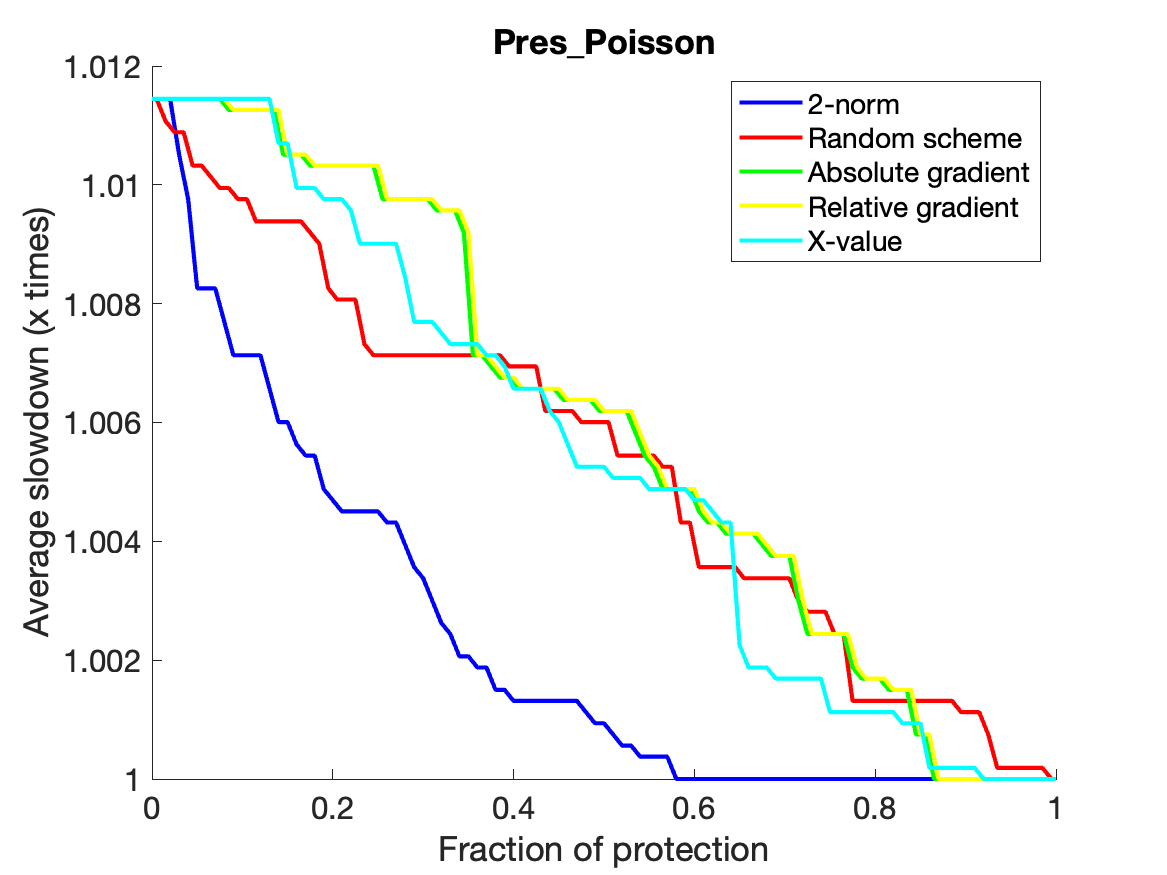 Pres_Poisson
1.012
1.01
1.008
1.006
1.004
1.002
1
Average slowdown (x times)
2-norm
Random scheme
Absolute gradient
Relative gradient
X-value
0 0.2 0.4 0.6 0.8 1
Fraction of protection